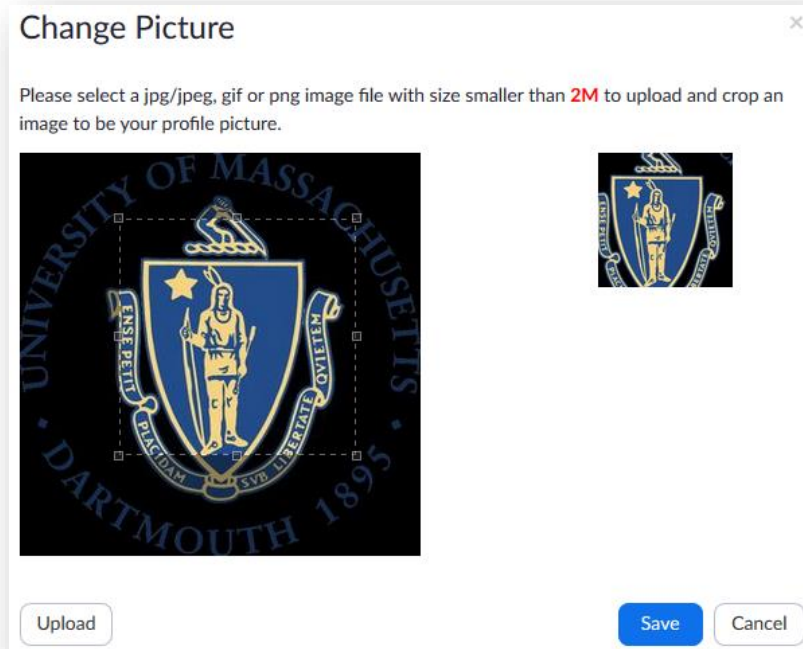 Change Picture
×
Please select a jpg/jpeg, gif or png image file with size smaller than 2M to upload and crop an
image to be your profile picture.
UNIVERSITY OF MASSACHUSETTS
· DARTMOUTH 1895 ·
ENSE PETIT PLACIDAM SVB LIBERTATE QVIETEM
Upload
Save
Cancel